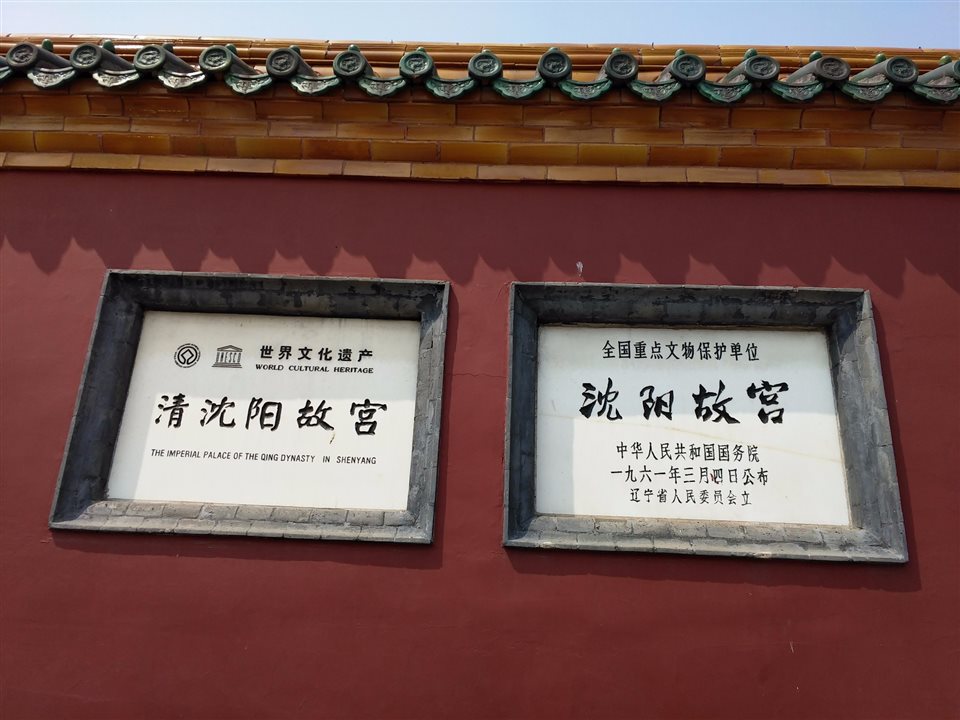 世界文化遗产
WORLD CULTURAL HERITAGE
清沈阳故宫
THE IMPERIAL PALACE OF THE QING DYNASTY IN SHENYANG
全国重点文物保护单位
沈阳故宫
中华人民共和国国务院
一九六一年三月四日公布
辽宁省人民委员会立